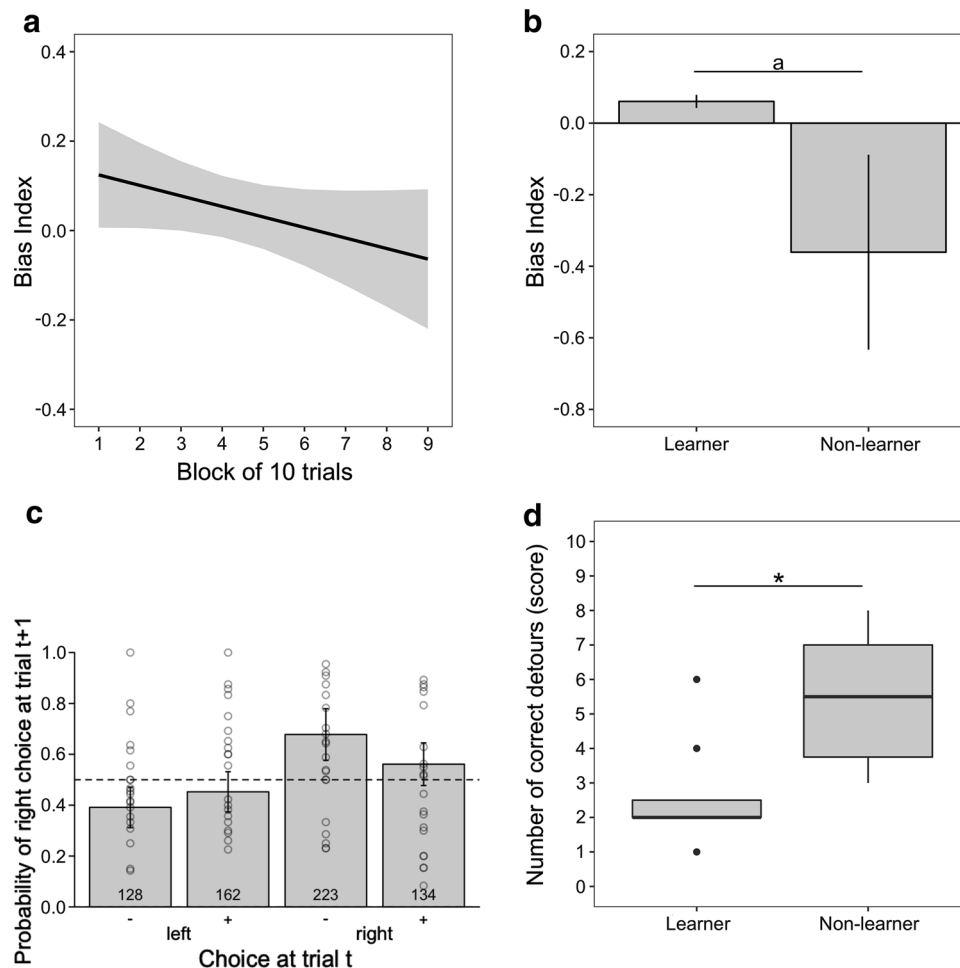 a
0.4
0.2
0.0
-0.2
-0.4
Bias Index
1 2 3 4 5 6 7 8 9
Block of 10 trials
b
0.2
0.0
-0.2
-0.4
-0.6
-0.8
Bias Index
a
Learner Non-learner
c
1.0
0.8
0.6
0.4
0.2
0.0
Probability of right choice at trial t+1
128 162 223 134
- + - +
left right
Choice at trial t
d
10
9
8
7
6
5
4
3
2
1
0
Number of correct detours (score)
*
Learner Non-learner